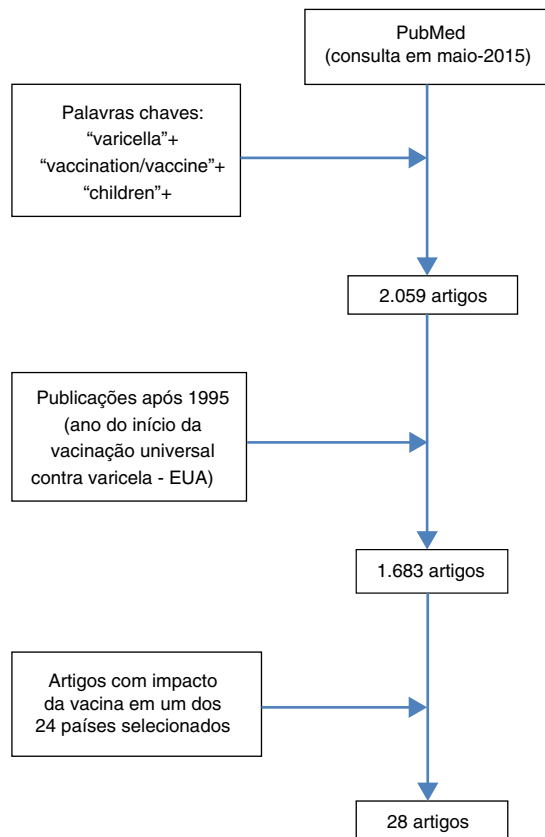 PubMed
(consulta em maio-2015)
Palavras chaves:
“varicella”+
“vaccination/vaccine”+
“children”+
2.059 artigos
Publicações após 1995
(ano do início da
vacinação universal
contra varicela - EUA)
1.683 artigos
Artigos com impacto
da vacina em um dos
24 países selecionados
28 artigos